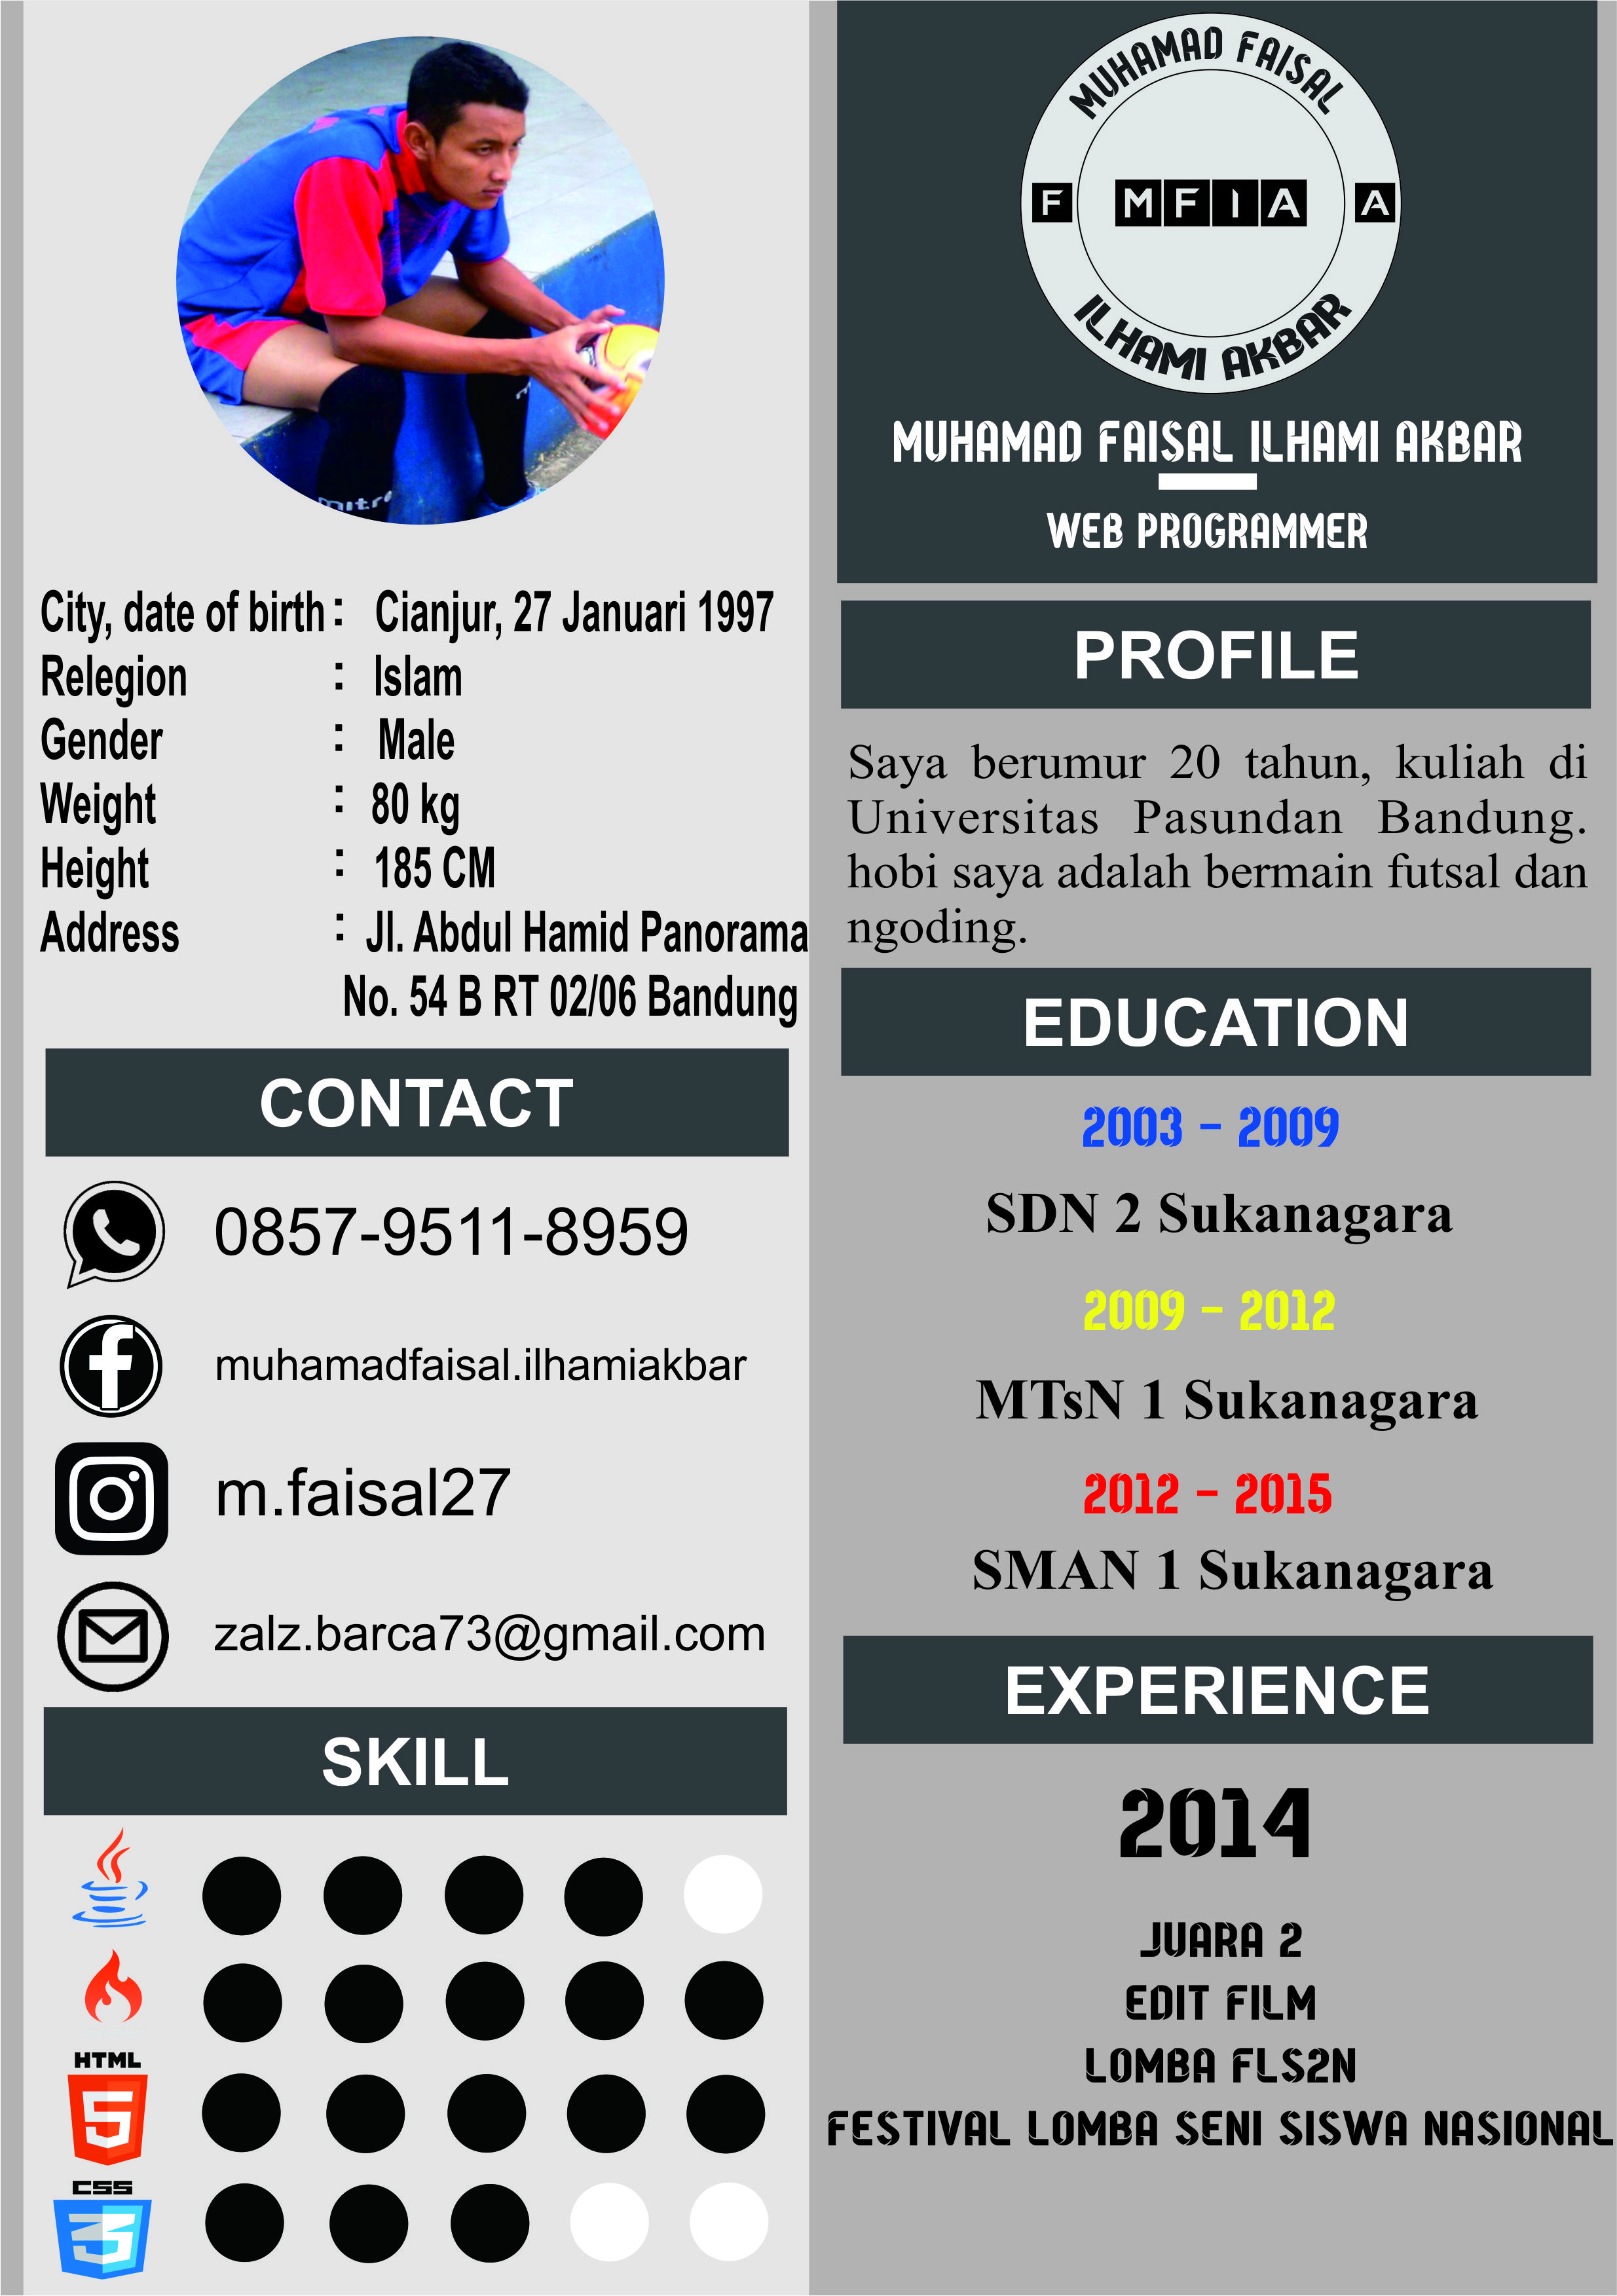 City, date of birth : Cianjur, 27 Januari 1997
Relegion : Islam
Gender : Male
Weight : 80 kg
Height : 185 CM
Address : Jl. Abdul Hamid Panorama
No. 54 B RT 02/06 Bandung
CONTACT
0857-9511-8959
muhamadfaisal.ilhamiakbar
m.faisal27
zalz.barca73@gmail.com
SKILL
HTML
5
CSS
3
MUHAMAD FAISAL
F MFIA A
ILHAMI AKBAR
MUHAMAD FAISAL ILHAMI AKBAR
WEB PROGRAMMER
PROFILE
Saya berumur 20 tahun, kuliah di
Universitas Pasundan Bandung.
hobi saya adalah bermain futsal dan
ngoding.
EDUCATION
2003 - 2009
SDN 2 Sukanagara
2009 - 2012
MTsN 1 Sukanagara
2012 - 2015
SMAN 1 Sukanagara
EXPERIENCE
2014
JUARA 2
EDIT FILM
LOMBA FLS2N
FESTIVAL LOMBA SENI SISWA NASIONAL